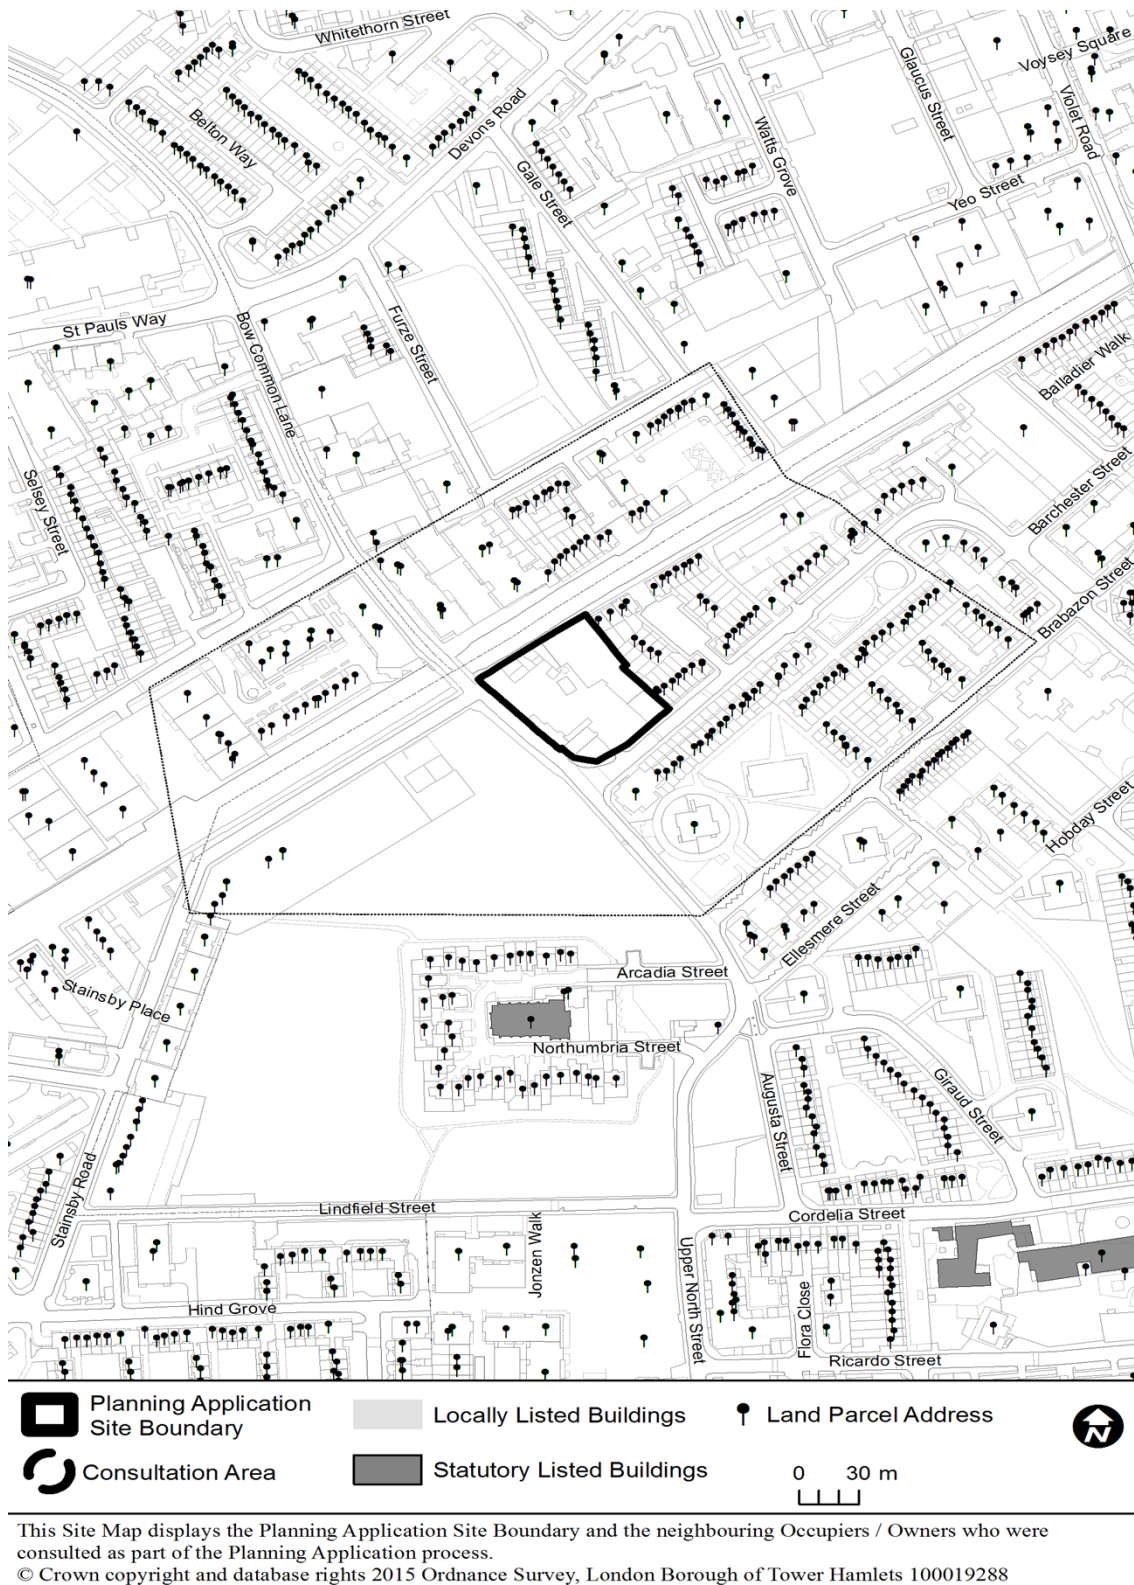 Whitethorn Street
Voysey Square
Glaucus Street
Violet Road
Belton Way
Devons Road
Watts Grove
Gale Street
Yeo Street
St Pauls Way
Bow Common Lane
Furze Street
Balladier Walk
Selsey Street
Barchester Street
Brabazon Street
Hobday Street
Ellesmere Street
Stainsby Place
Arcadia Street
Northumbria Street
Augusta Street
Giraud Street
Stainsby Road
Lindfield Street
Cordelia Street
Jonzen Walk
Upper North Street
Flora Close
Hind Grove
Ricardo Street
Planning Application
Site Boundary
Locally Listed Buildings
Land Parcel Address
N
Consultation Area
Statutory Listed Buildings
0 30 m
This Site Map displays the Planning Application Site Boundary and the neighbouring Occupiers / Owners who were
consulted as part of the Planning Application process.
© Crown copyright and database rights 2015 Ordnance Survey, London Borough of Tower Hamlets 100019288